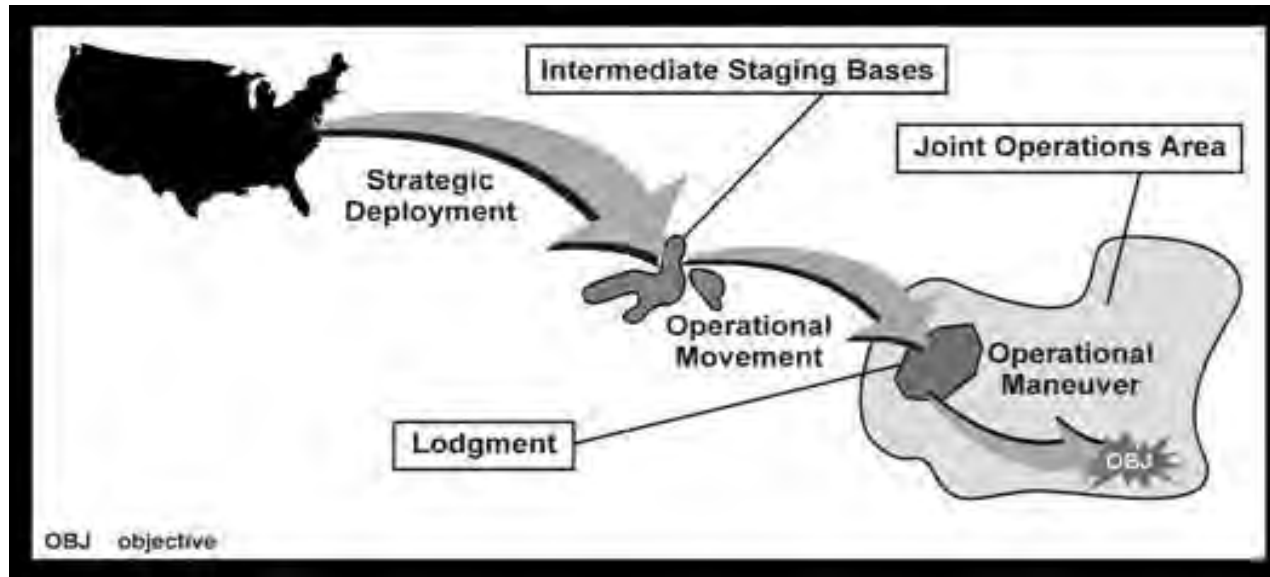 Intermediate Staging Bases
Joint Operations Area
Strategic
Deployment
Operational
Movement
Operational
Maneuver
Lodgment
OBJ
OBJ objective